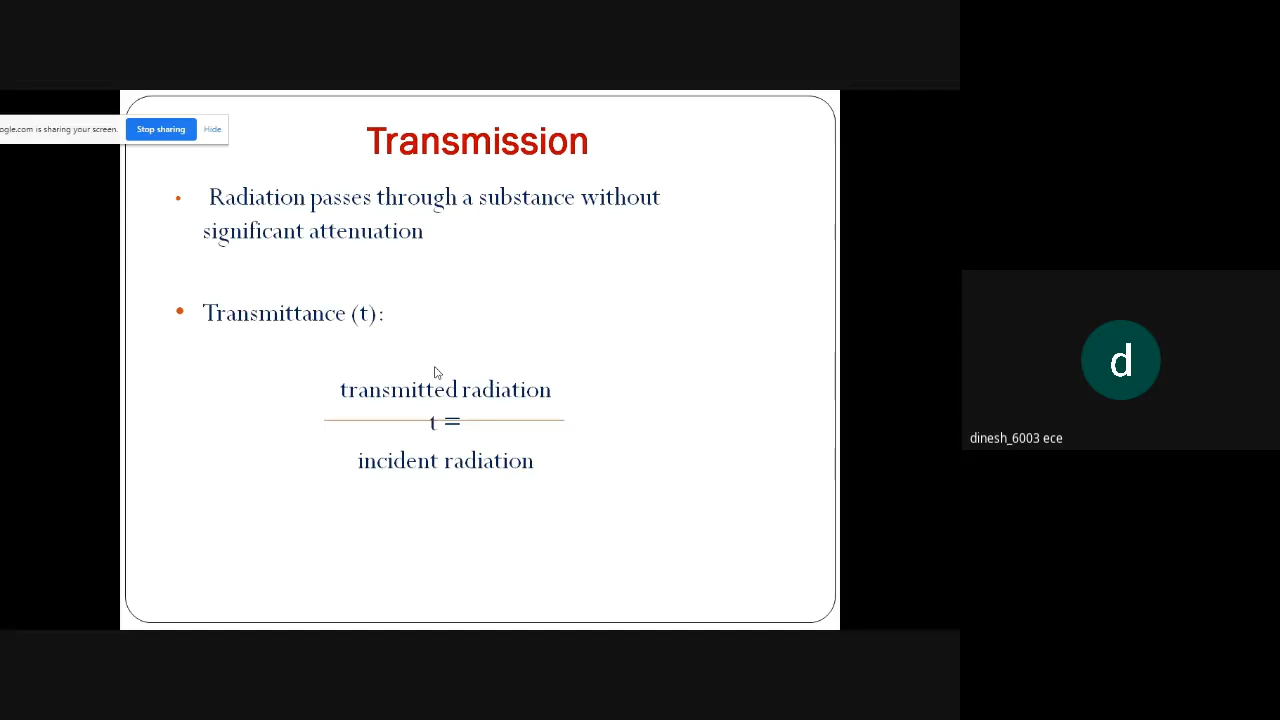 ogle.com is sharing your screen.
Stop sharing
Hide
Transmission
• Radiation passes through a substance without
significant attenuation
• Transmittance (t):
transmitted radiation
t =
incident radiation
d
dinesh_6003 ece